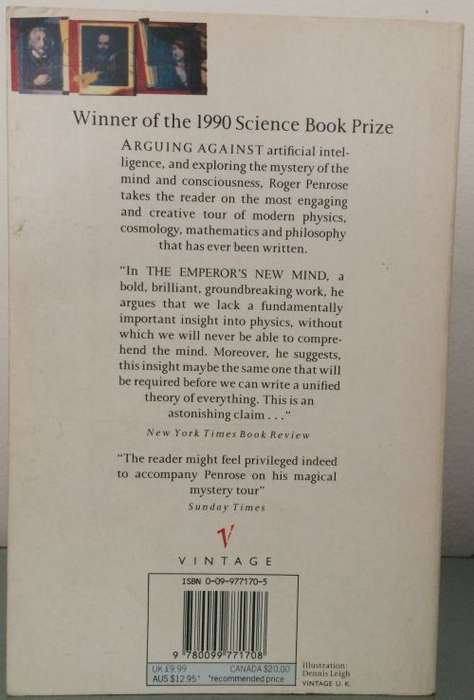 Winner of the 1990 Science Book Prize
ARGUING AGAINST artificial intel-
ligence, and exploring the mystery of the
mind and consciousness, Roger Penrose
takes the reader on the most engaging
and creative tour of modern physics,
cosmology, mathematics and philosophy
that has ever been written.
"In THE EMPEROR'S NEW MIND, a
bold, brilliant, groundbreaking work, he
argues that we lack a fundamentally
important insight into physics, without
which we will never be able to compre-
hend the mind. Moreover, he suggests,
this insight maybe the same one that will
be required before we can write a unified
theory of everything. This is an
astonishing claim . . ."
New York Times Book Review
"The reader might feel privileged indeed
to accompany Penrose on his magical
mystery tour"
Sunday Times
V
VINTAGE
ISBN 0-09-977170-5
9 780099 771708
UK £9.99 CANADA $20.00
AUS $12.95* *recommended price
illustration:
Dennis Leigh
VINTAGE U.K.